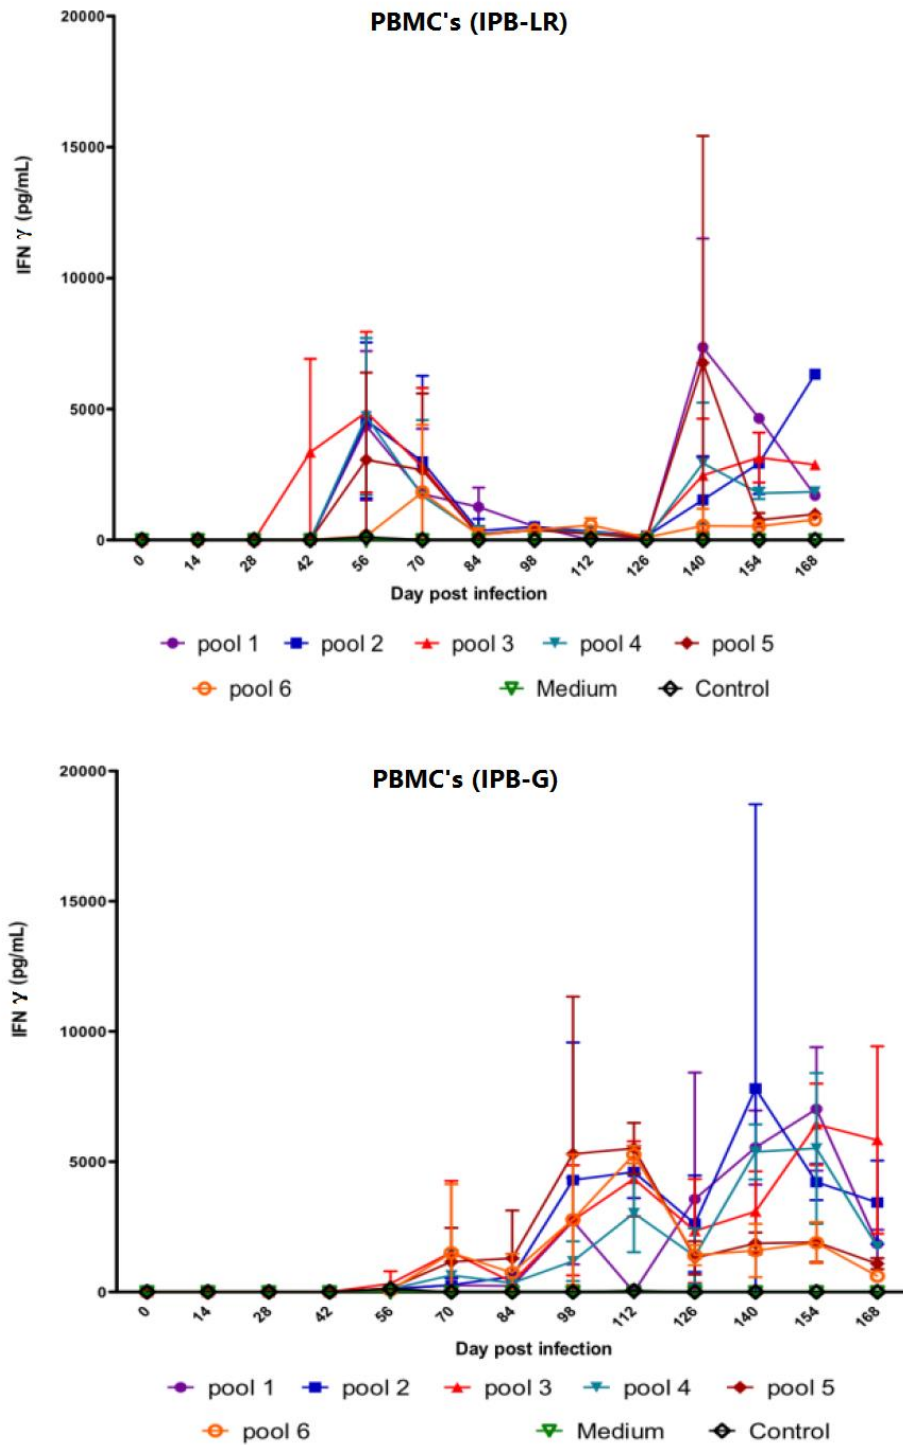 PBMC's (IPB-LR)
20000
15000
10000
5000
0
IFN γ (pg/mL)
0 14 28 42 56 70 84 98 112 126 140 154 168
Day post infection
pool 1 pool 2 pool 3 pool 4 pool 5
pool 6 Medium Control
PBMC's (IPB-G)
20000
15000
10000
5000
0
IFN γ (pg/mL)
0 14 28 42 56 70 84 98 112 126 140 154 168
Day post infection
pool 1 pool 2 pool 3 pool 4 pool 5
pool 6 Medium Control